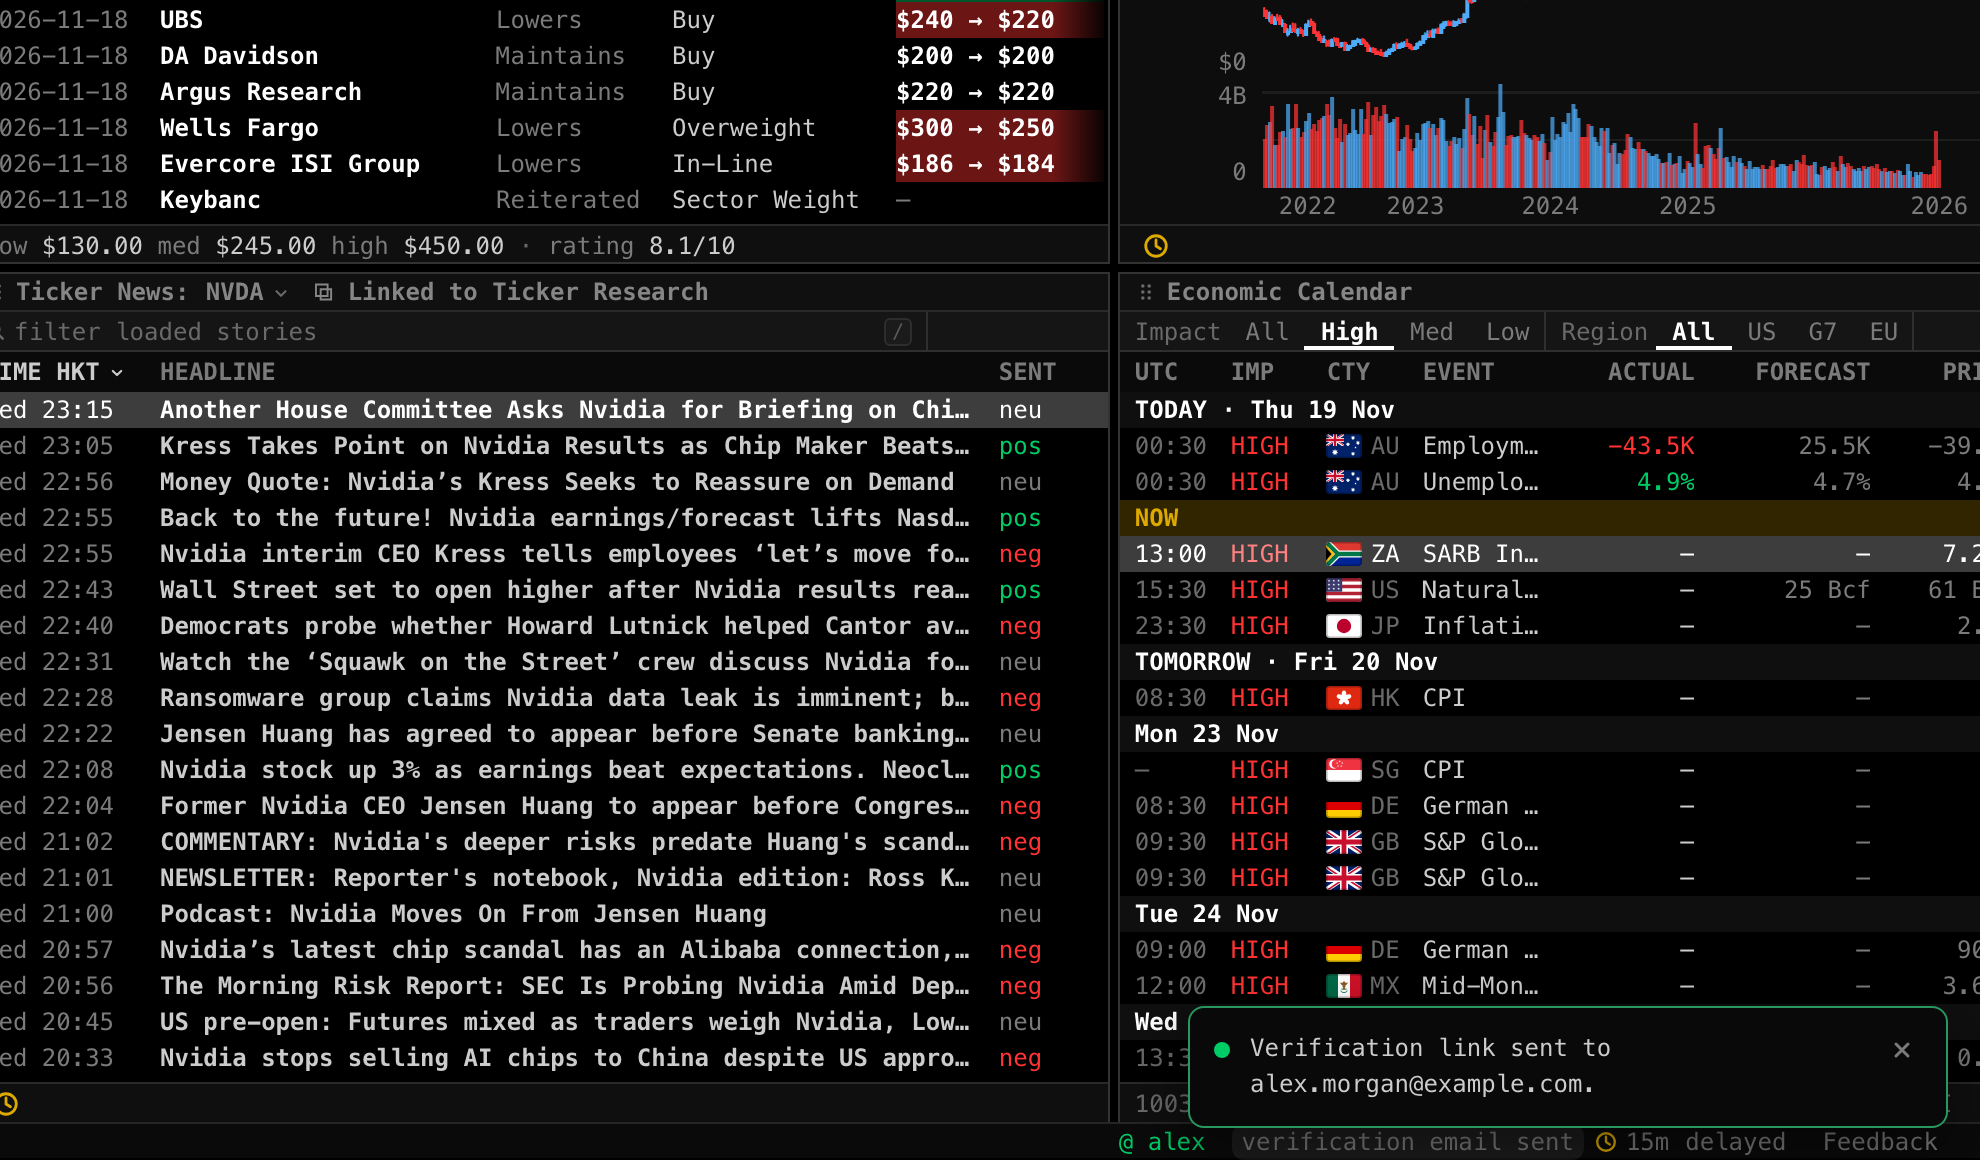 026-11-18 UBS Lowers Buy $240 → $220
026-11-18 DA Davidson Maintains Buy $200 → $200
026-11-18 Argus Research Maintains Buy $220 → $220
026-11-18 Wells Fargo Lowers Overweight $300 → $250
026-11-18 Evercore ISI Group Lowers In-Line $186 → $184
026-11-18 Keybanc Reiterated Sector Weight —
ow $130.00 med $245.00 high $450.00 · rating 8.1/10
$0
4B
0
2022 2023 2024 2025 2026
Ticker News: NVDA Linked to Ticker Research
filter loaded stories /
IME HKT HEADLINE SENT
ed 23:15 Another House Committee Asks Nvidia for Briefing on Chi… neu
ed 23:05 Kress Takes Point on Nvidia Results as Chip Maker Beats… pos
ed 22:56 Money Quote: Nvidia’s Kress Seeks to Reassure on Demand neu
ed 22:55 Back to the future! Nvidia earnings/forecast lifts Nasd… pos
ed 22:55 Nvidia interim CEO Kress tells employees ‘let’s move fo… neg
ed 22:43 Wall Street set to open higher after Nvidia results rea… pos
ed 22:40 Democrats probe whether Howard Lutnick helped Cantor av… neg
ed 22:31 Watch the ‘Squawk on the Street’ crew discuss Nvidia fo… neu
ed 22:28 Ransomware group claims Nvidia data leak is imminent; b… neg
ed 22:22 Jensen Huang has agreed to appear before Senate banking… neu
ed 22:08 Nvidia stock up 3% as earnings beat expectations. Neocl… pos
ed 22:04 Former Nvidia CEO Jensen Huang to appear before Congres… neg
ed 21:02 COMMENTARY: Nvidia's deeper risks predate Huang's scand… neg
ed 21:01 NEWSLETTER: Reporter's notebook, Nvidia edition: Ross K… neu
ed 21:00 Podcast: Nvidia Moves On From Jensen Huang neu
ed 20:57 Nvidia’s latest chip scandal has an Alibaba connection,… neg
ed 20:56 The Morning Risk Report: SEC Is Probing Nvidia Amid Dep… neg
ed 20:45 US pre-open: Futures mixed as traders weigh Nvidia, Low… neu
ed 20:33 Nvidia stops selling AI chips to China despite US appro… neg
Economic Calendar
Impact All High Med Low Region All US G7 EU
UTC IMP CTY EVENT ACTUAL FORECAST PRI
TODAY · Thu 19 Nov
00:30 HIGH AU Employm… −43.5K 25.5K −39.
00:30 HIGH AU Unemplo… 4.9% 4.7% 4.
NOW
13:00 HIGH ZA SARB In… — — 7.2
15:30 HIGH US Natural… — 25 Bcf 61 B
23:30 HIGH JP Inflati… — — 2.
TOMORROW · Fri 20 Nov
08:30 HIGH HK CPI — —
Mon 23 Nov
— HIGH SG CPI — —
08:30 HIGH DE German … — —
09:30 HIGH GB S&P Glo… — —
09:30 HIGH GB S&P Glo… — —
Tue 24 Nov
09:00 HIGH DE German … — — 90
12:00 HIGH MX Mid-Mon… — — 3.6
Wed
13:3 0.
1003
Verification link sent to
alex.morgan@example.com.
@ alex verification email sent 15m delayed Feedback